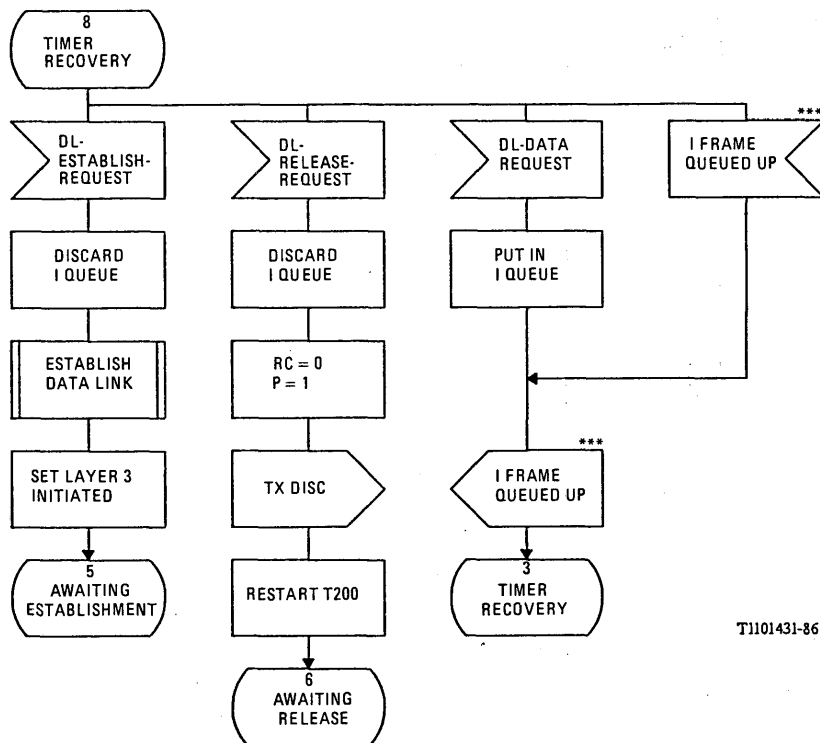 8
TIMER
RECOVERY
DL-
ESTABLISH-
REQUEST
DL-
RELEASE-
REQUEST
DL-DATA
REQUEST
***
I FRAME
QUEUED UP
DISCARD
I QUEUE
DISCARD
I QUEUE
PUT IN
I QUEUE
ESTABLISH
DATA LINK
RC = 0
P = 1
SET LAYER 3
INITIATED
TX DISC
***
I FRAME
QUEUED UP
5
AWAITING
ESTABLISHMENT
RESTART T200
3
TIMER
RECOVERY
6
AWAITING
RELEASE
T1101431-86